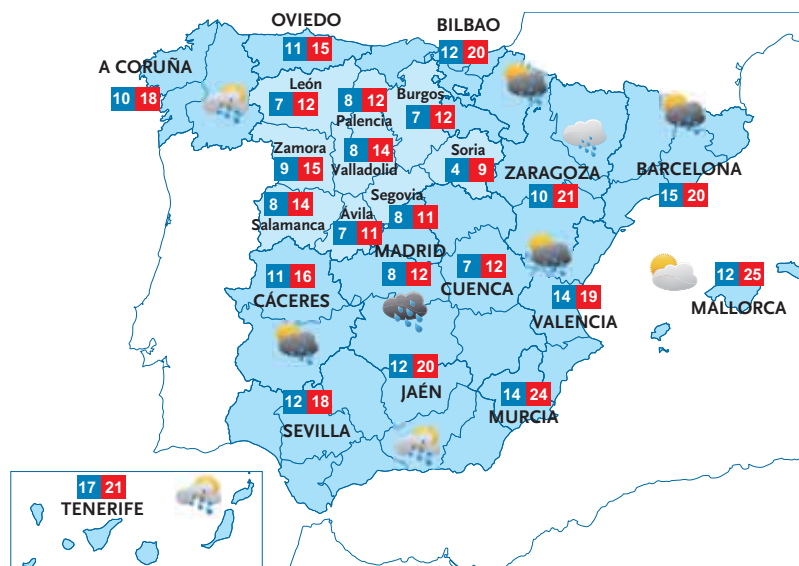 OVIEDO
11 15
BILBAO
12 20
A CORUÑA
10 18
León
7 12
8 12
Palencia
Burgos
7 12
Zamora
9 15
8 14
Valladolid
Soria
4 9
ZARAGOZA
10 21
BARCELONA
15 20
8 14
Salamanca
Ávila
7 11
Segovia
8 11
MADRID
8 12
7 12
CUENCA
11 16
CÁCERES
14 19
VALENCIA
12 25
MALLORCA
12 20
JAÉN
12 18
SEVILLA
14 24
MURCIA
17 21
TENERIFE